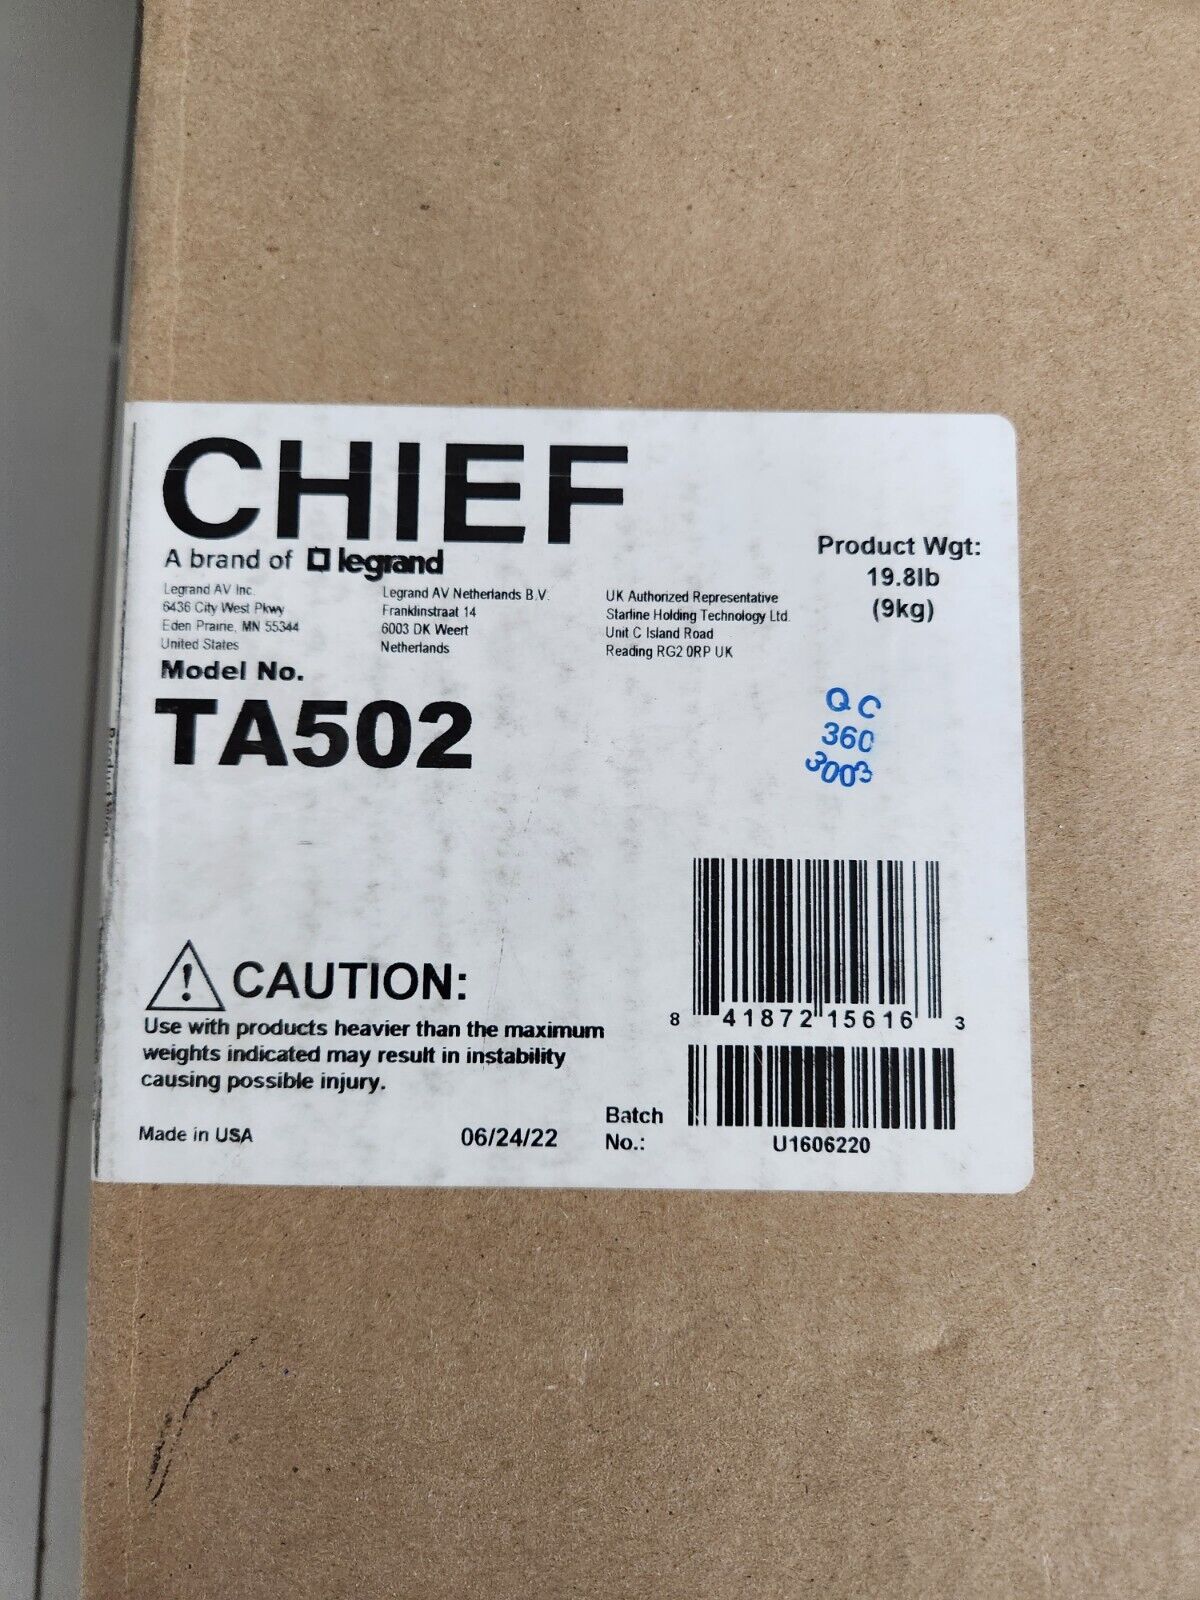 CHIEF
A brand of legrand
Legrand AV Inc.
6436 City West Pkwy
Eden Prairie, MN 55344
United States
Legrand AV Netherlands B.V.
Franklinstraat 14
6003 DK Weert
Netherlands
UK Authorized Representative
Starline Holding Technology Ltd.
Unit C Island Road
Reading RG2 0RP UK
Product Wgt:
19.8lb
(9kg)
Model No.
TA502
QC
360
3003
CAUTION:
Use with products heavier than the maximum
weights indicated may result in instability
causing possible injury.
8 41872 15616 3
Made in USA
06/24/22
Batch
No.:
U1606220